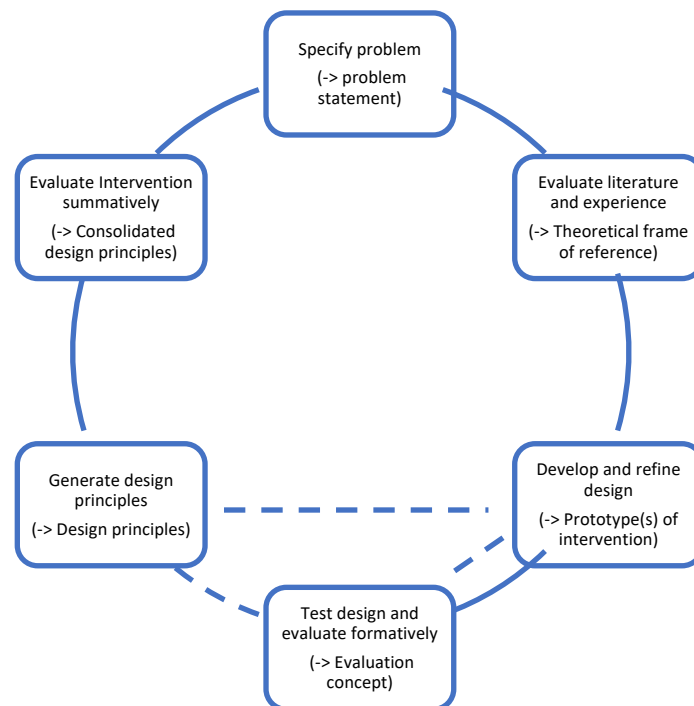 Specify problem
(-> problem
statement)
Evaluate literature
and experience
(-> Theoretical frame
of reference)
Develop and refine
design
(-> Prototype(s) of
intervention)
Test design and
evaluate formatively
(-> Evaluation
concept)
Generate design
principles
(-> Design principles)
Evaluate Intervention
summatively
(-> Consolidated
design principles)